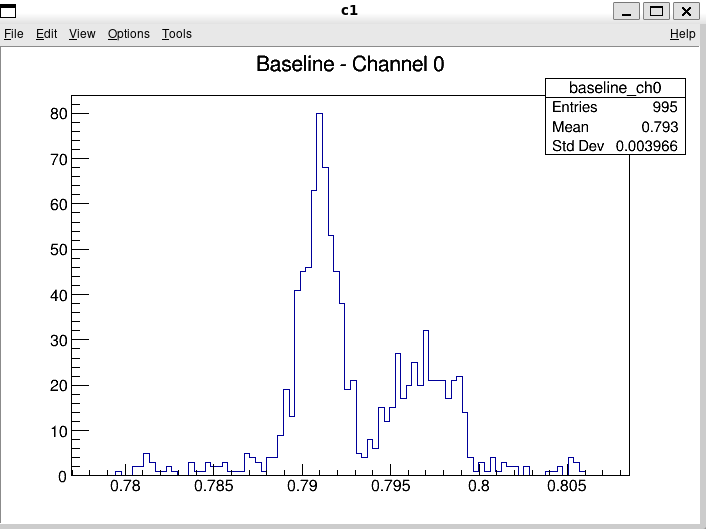 c1
File Edit View Options Tools Help
Baseline - Channel 0
baseline_ch0
Entries 995
Mean 0.793
Std Dev 0.003966
80
70
60
50
40
30
20
10
0
0.78 0.785 0.79 0.795 0.8 0.805